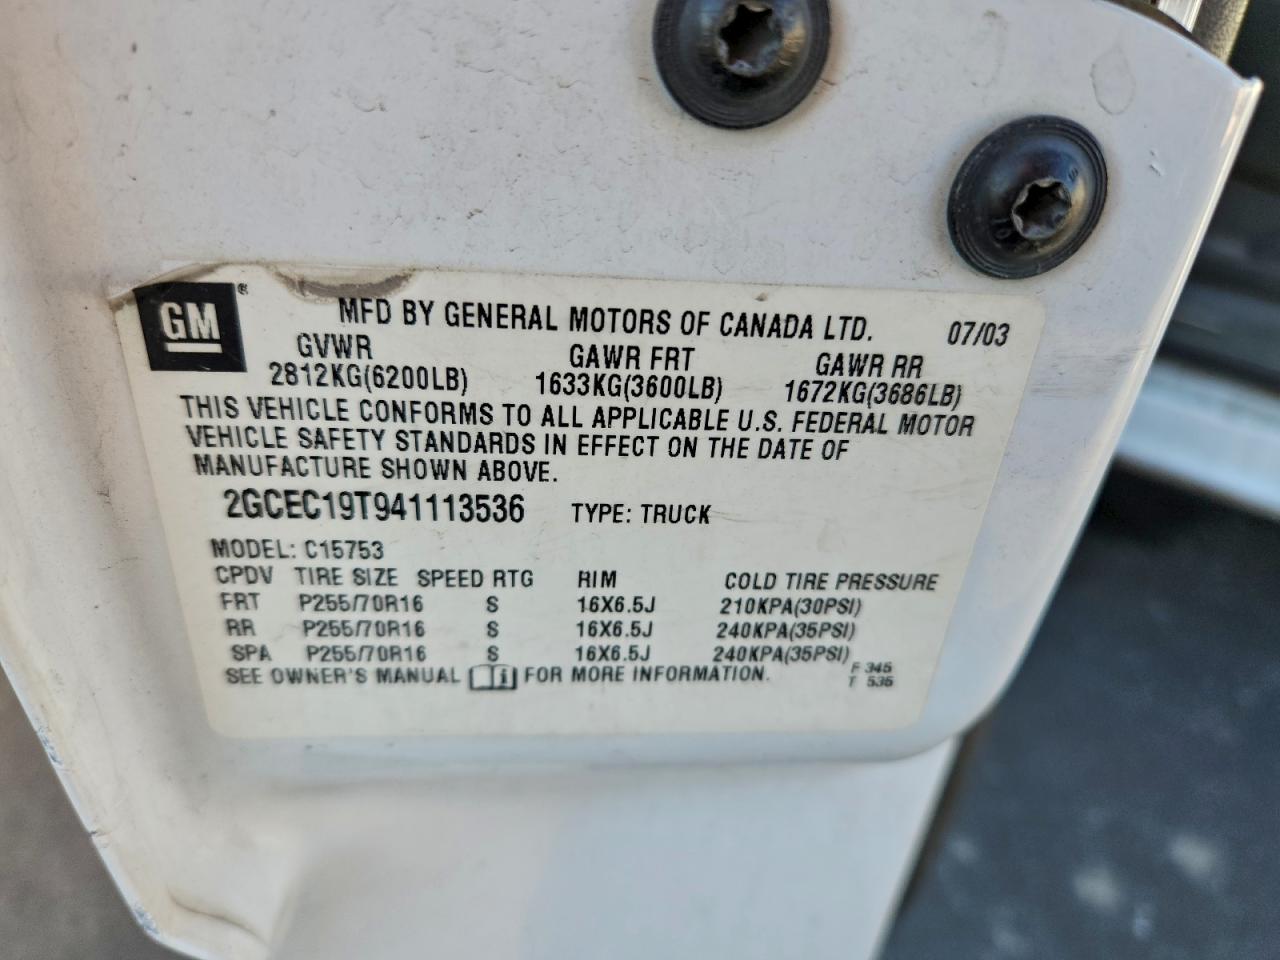 GM®
MFD BY GENERAL MOTORS OF CANADA LTD. 07/03
GVWR GAWR FRT GAWR RR
2812KG(6200LB) 1633KG(3600LB) 1672KG(3686LB)
THIS VEHICLE CONFORMS TO ALL APPLICABLE U.S. FEDERAL MOTOR
VEHICLE SAFETY STANDARDS IN EFFECT ON THE DATE OF
MANUFACTURE SHOWN ABOVE.
2GCEC19T941113536 TYPE: TRUCK
MODEL: C15753
CPDV TIRE SIZE SPEED RTG RIM COLD TIRE PRESSURE
FRT P255/70R16 S 16X6.5J 210KPA(30PSI)
RR P255/70R16 S 16X6.5J 240KPA(35PSI)
SPA P255/70R16 S 16X6.5J 240KPA(35PSI)
SEE OWNER'S MANUAL i FOR MORE INFORMATION.
F 345
T 535